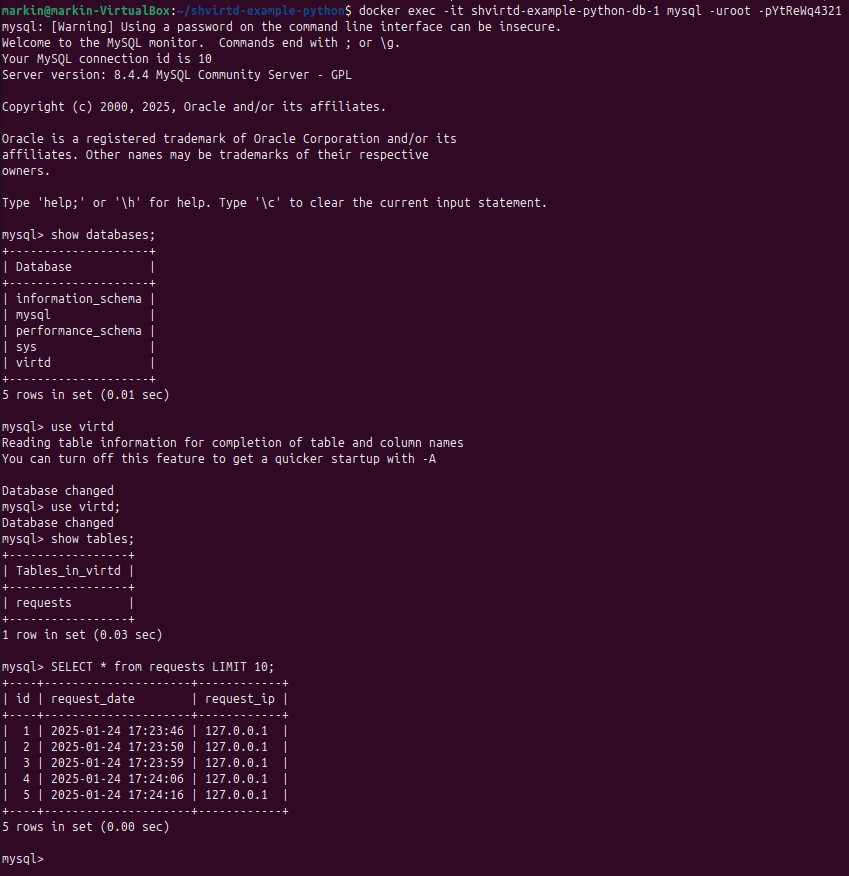 markin@markin-VirtualBox:~/shvirtd-example-python$ docker exec -it shvirtd-example-python-db-1 mysql -uroot -pYtReWq4321
mysql: [Warning] Using a password on the command line interface can be insecure.
Welcome to the MySQL monitor.  Commands end with ; or \g.
Your MySQL connection id is 10
Server version: 8.4.4 MySQL Community Server - GPL

Copyright (c) 2000, 2025, Oracle and/or its affiliates.

Oracle is a registered trademark of Oracle Corporation and/or its
affiliates. Other names may be trademarks of their respective
owners.

Type 'help;' or '\h' for help. Type '\c' to clear the current input statement.

mysql> show databases;
+--------------------+
| Database           |
+--------------------+
| information_schema |
| mysql              |
| performance_schema |
| sys                |
| virtd              |
+--------------------+
5 rows in set (0.01 sec)

mysql> use virtd
Reading table information for completion of table and column names
You can turn off this feature to get a quicker startup with -A

Database changed
mysql> use virtd;
Database changed
mysql> show tables;
+-----------------+
| Tables_in_virtd |
+-----------------+
| requests        |
+-----------------+
1 row in set (0.03 sec)

mysql> SELECT * from requests LIMIT 10;
+----+---------------------+------------+
| id | request_date        | request_ip |
+----+---------------------+------------+
|  1 | 2025-01-24 17:23:46 | 127.0.0.1  |
|  2 | 2025-01-24 17:23:50 | 127.0.0.1  |
|  3 | 2025-01-24 17:23:59 | 127.0.0.1  |
|  4 | 2025-01-24 17:24:06 | 127.0.0.1  |
|  5 | 2025-01-24 17:24:16 | 127.0.0.1  |
+----+---------------------+------------+
5 rows in set (0.00 sec)

mysql>